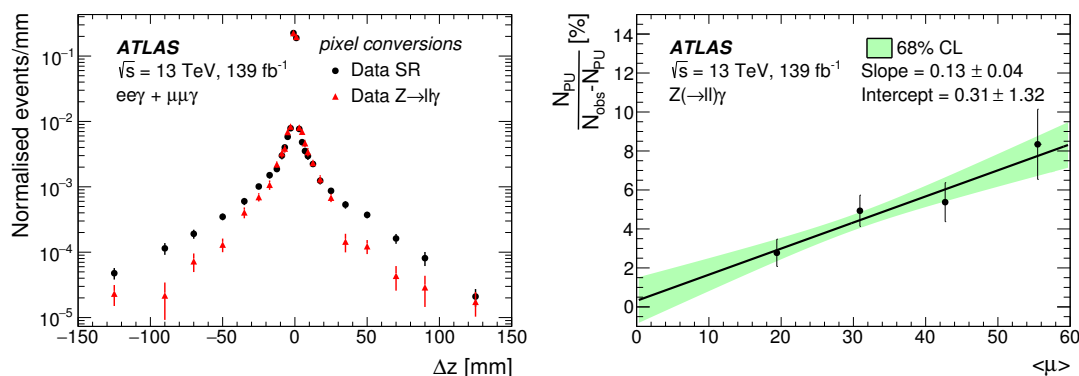 Normalised events/mm
10⁻¹
10⁻²
10⁻³
10⁻⁴
10⁻⁵
ATLAS
√s = 13 TeV, 139 fb⁻¹
eeγ + μμγ
pixel conversions
Data SR
Data Z→llγ
−150 −100 −50 0 50 100 150
Δz [mm]
N_PU / N_obs-N_PU [%]
14
12
10
8
6
4
2
0
ATLAS
√s = 13 TeV, 139 fb⁻¹
Z(→ll)γ
68% CL
Slope = 0.13 ± 0.04
Intercept = 0.31 ± 1.32
0 10 20 30 40 50 60
<μ>